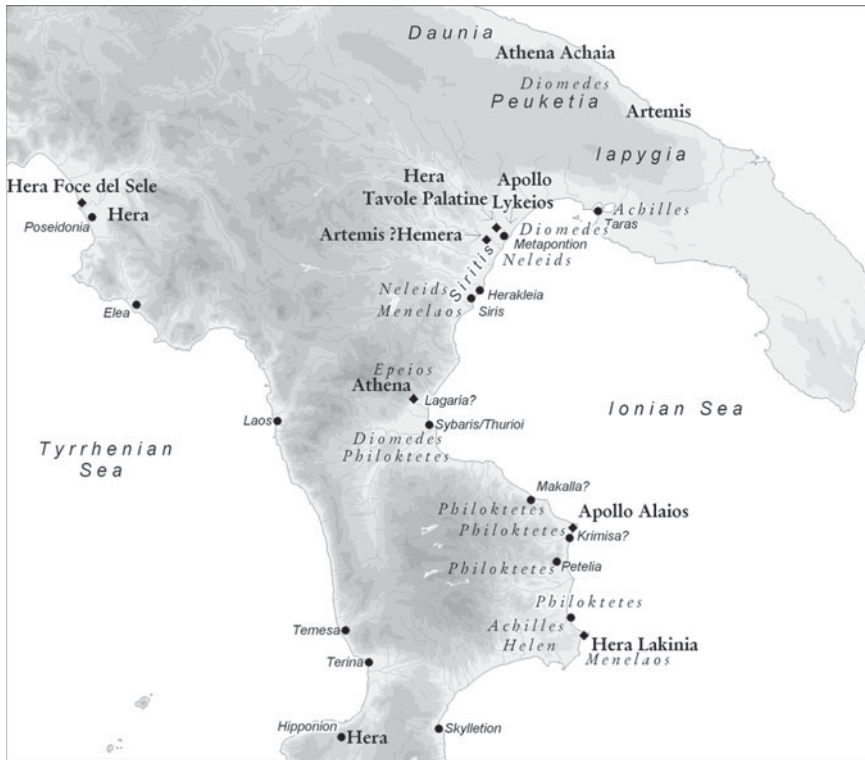 Daunia
Athena Achaia
Diomedes
Peuketia
Artemis
Iapygia
Hera
Tavole Palatine
Apollo
Lykeios
Hera Foce del Sele
Hera
Poseidonia
Achilles
Taras
Artemis ?Hemera
Diomedes
Metapontion
Neleids
Siritis
Neleids
Herakleia
Menelaos
Siris
Elea
Epeios
Athena
Lagaria?
Ionian Sea
Laos
Sybaris/Thurioi
Diomedes
Philoktetes
Tyrrhenian
Sea
Makalla?
Philoktetes
Apollo Alaios
Philoktetes
Krimisa?
Philoktetes
Petelia
Philoktetes
Achilles
Helen
Hera Lakinia
Menelaos
Temesa
Terina
Hipponion
Hera
Skylletion